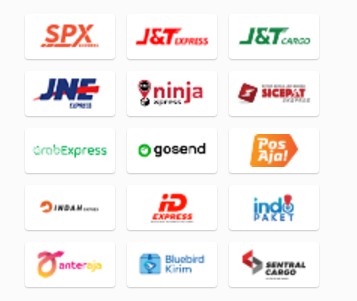 SPX EXPRESS
J&T EXPRESS
J&T CARGO
JNE
EXPRESS
ninja
xpress
SICEPAT
EKSPRES
GrabExpress
gosend
Pos
Aja!
INDAH
iD
EXPRESS
indo
PAKET
anteraja
Bluebird
Kirim
SENTRAL
CARGO